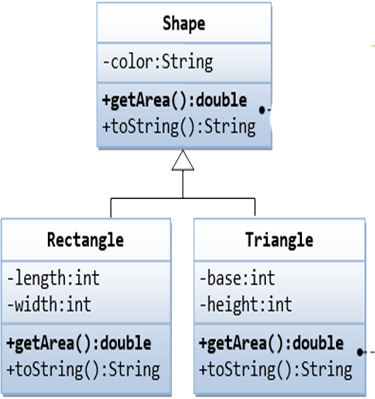 Shape
-color:String
+getArea():double
+toString():String
Rectangle
-length:int
-width:int
+getArea():double
+toString():String
Triangle
-base:int
-height:int
+getArea():double
+toString():String